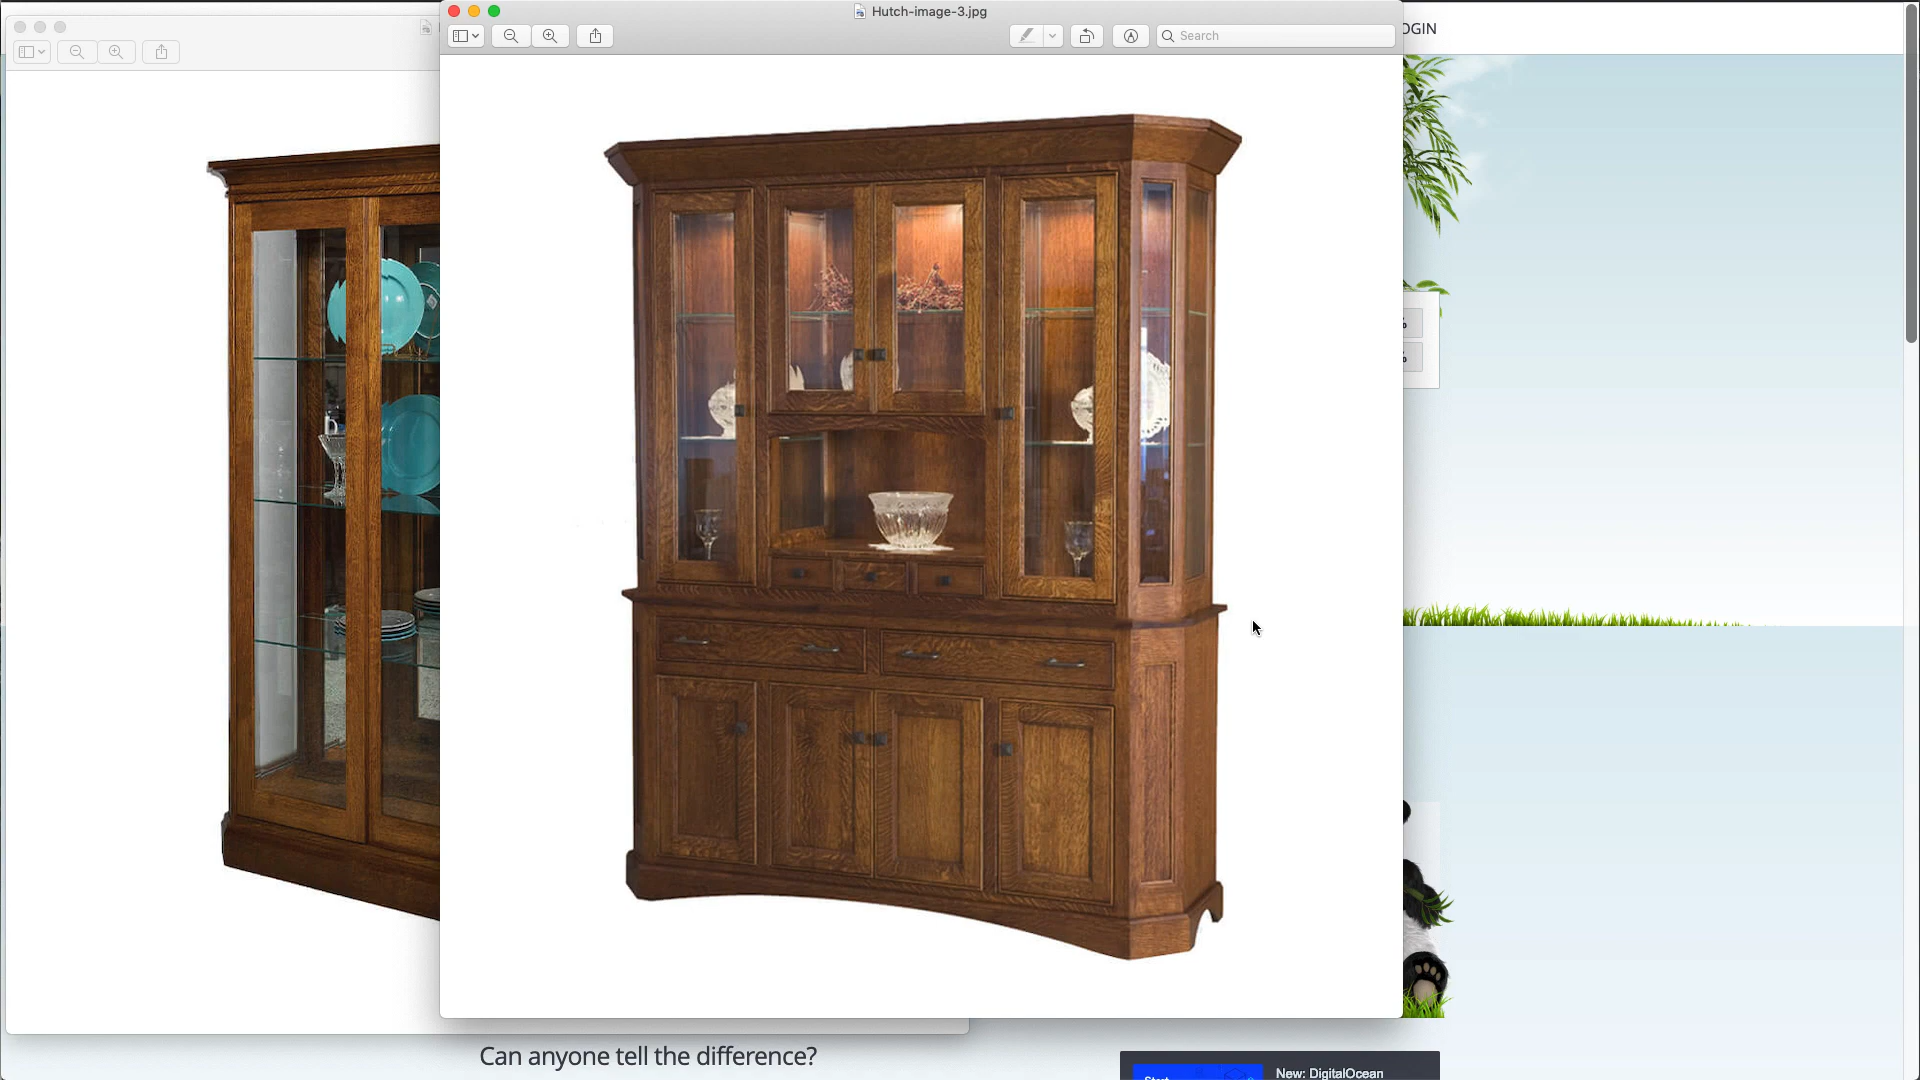 Hutch-image-3.jpg
Search
OGIN
%
%
Can anyone tell the difference?
New: DigitalOcean